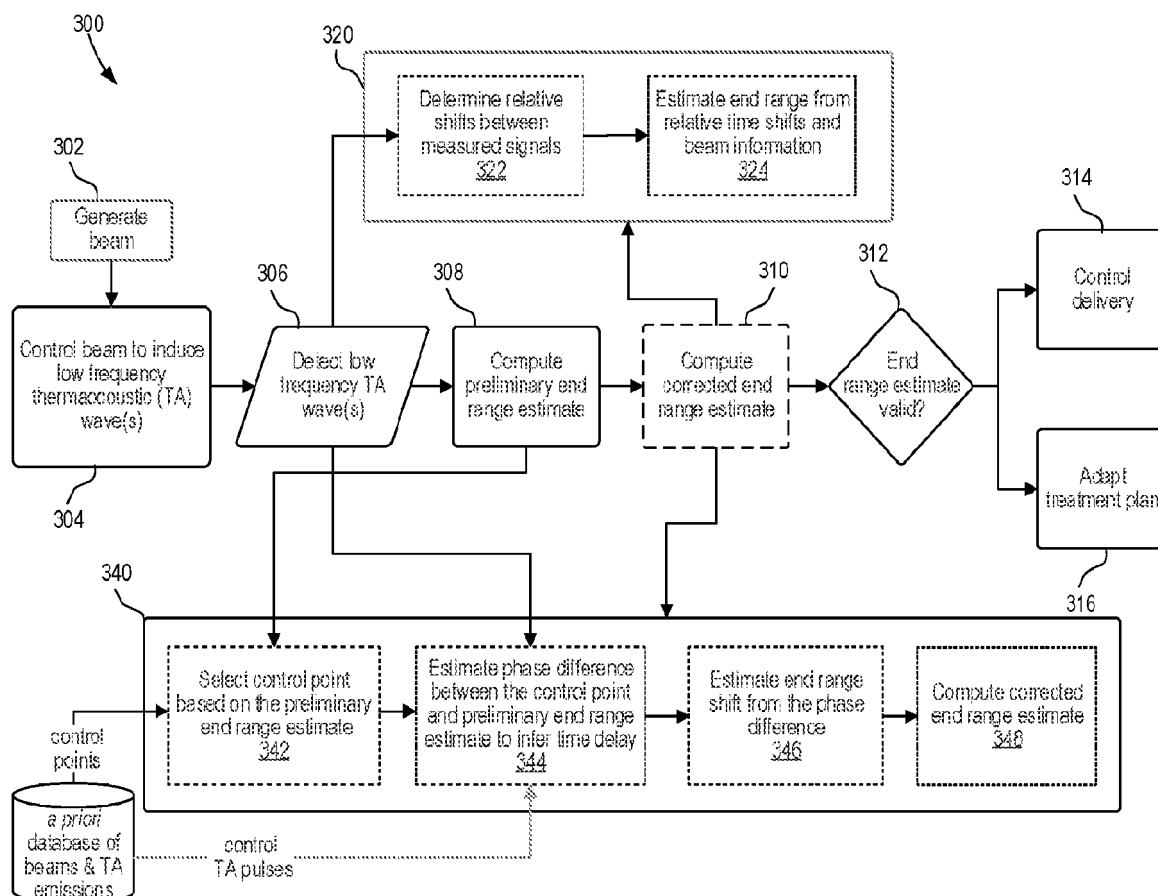 300
320
Determine relative
shifts between
measured signals
322
Estimate end range from
relative time shifts and
beam information
324
302
Generate
beam
314
Control
delivery
306
308
310
312
Control beam to induce
low frequency
thermaccoustic (TA)
wave(s)
Detect low
frequency TA
wave(s)
Compute
preliminary end
range estimate
Compute
corrected end
range estimate
End
range estimate
valid?
Adapt
treatment plan
304
316
340
Select control point
based on the preliminary
end range estimate
342
Estimate phase difference
between the control point
and preliminary end range
estimate to infer time delay
344
Estimate end range
shift from the phase
difference
346
Compute corrected
end range estimate
348
control
points
a priori
database of
beams & TA
emissions
control
TA pulses